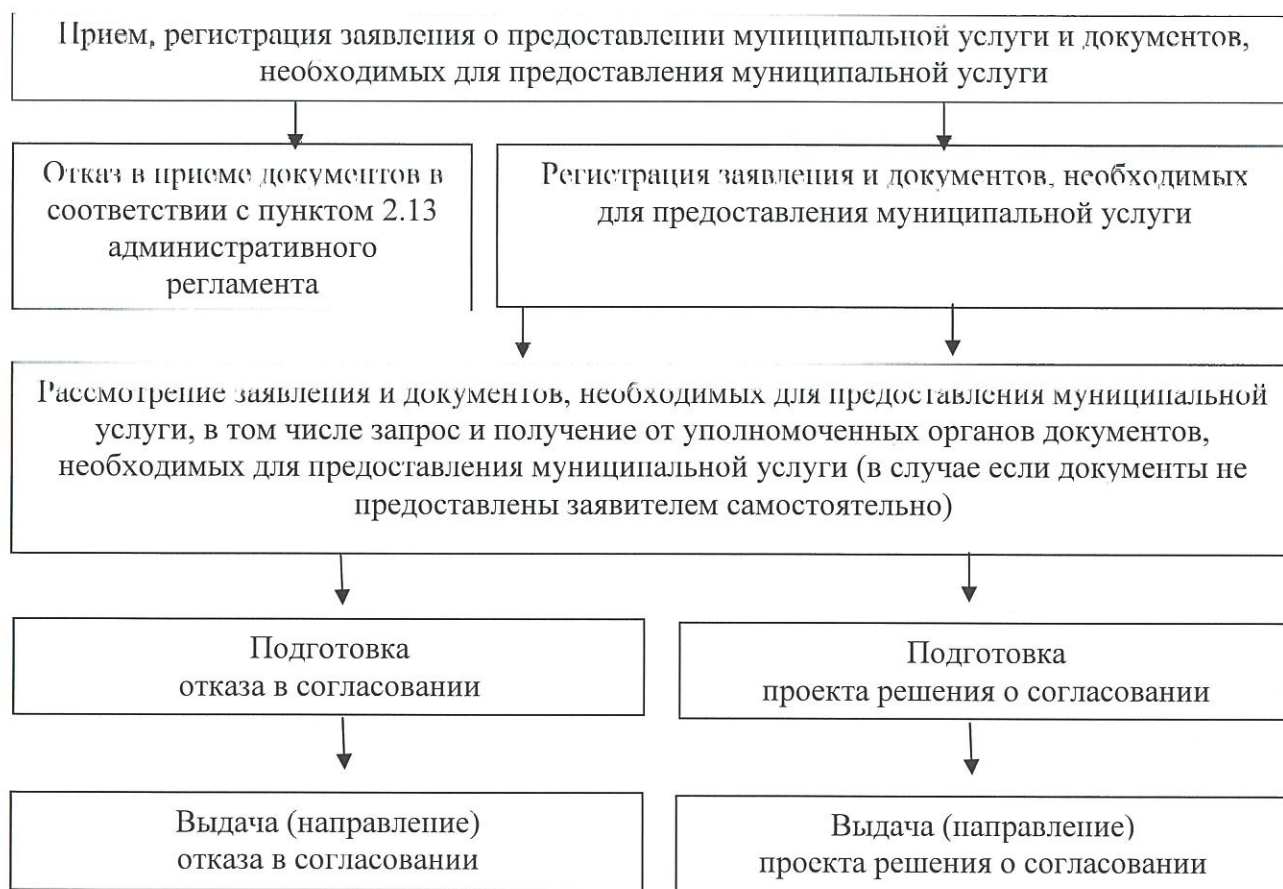 Прием, регистрация заявления о предоставлении муниципальной услуги и документов,
необходимых для предоставления муниципальной услуги
Отказ в приеме документов в
соответствии с пунктом 2.13
административного
регламента
Регистрация заявления и документов, необходимых
для предоставления муниципальной услуги
Рассмотрение заявления и документов, необходимых для предоставления муниципальной
услуги, в том числе запрос и получение от уполномоченных органов документов,
необходимых для предоставления муниципальной услуги (в случае если документы не
предоставлены заявителем самостоятельно)
Подготовка
отказа в согласовании
Подготовка
проекта решения о согласовании
Выдача (направление)
отказа в согласовании
Выдача (направление)
проекта решения о согласовании